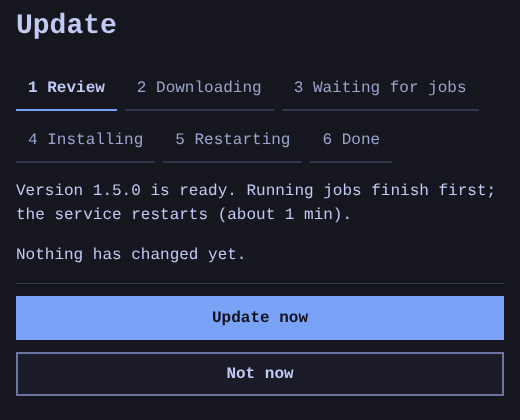 Update
1 Review 2 Downloading 3 Waiting for jobs
4 Installing 5 Restarting 6 Done
Version 1.5.0 is ready. Running jobs finish first;
the service restarts (about 1 min).
Nothing has changed yet.
Update now
Not now